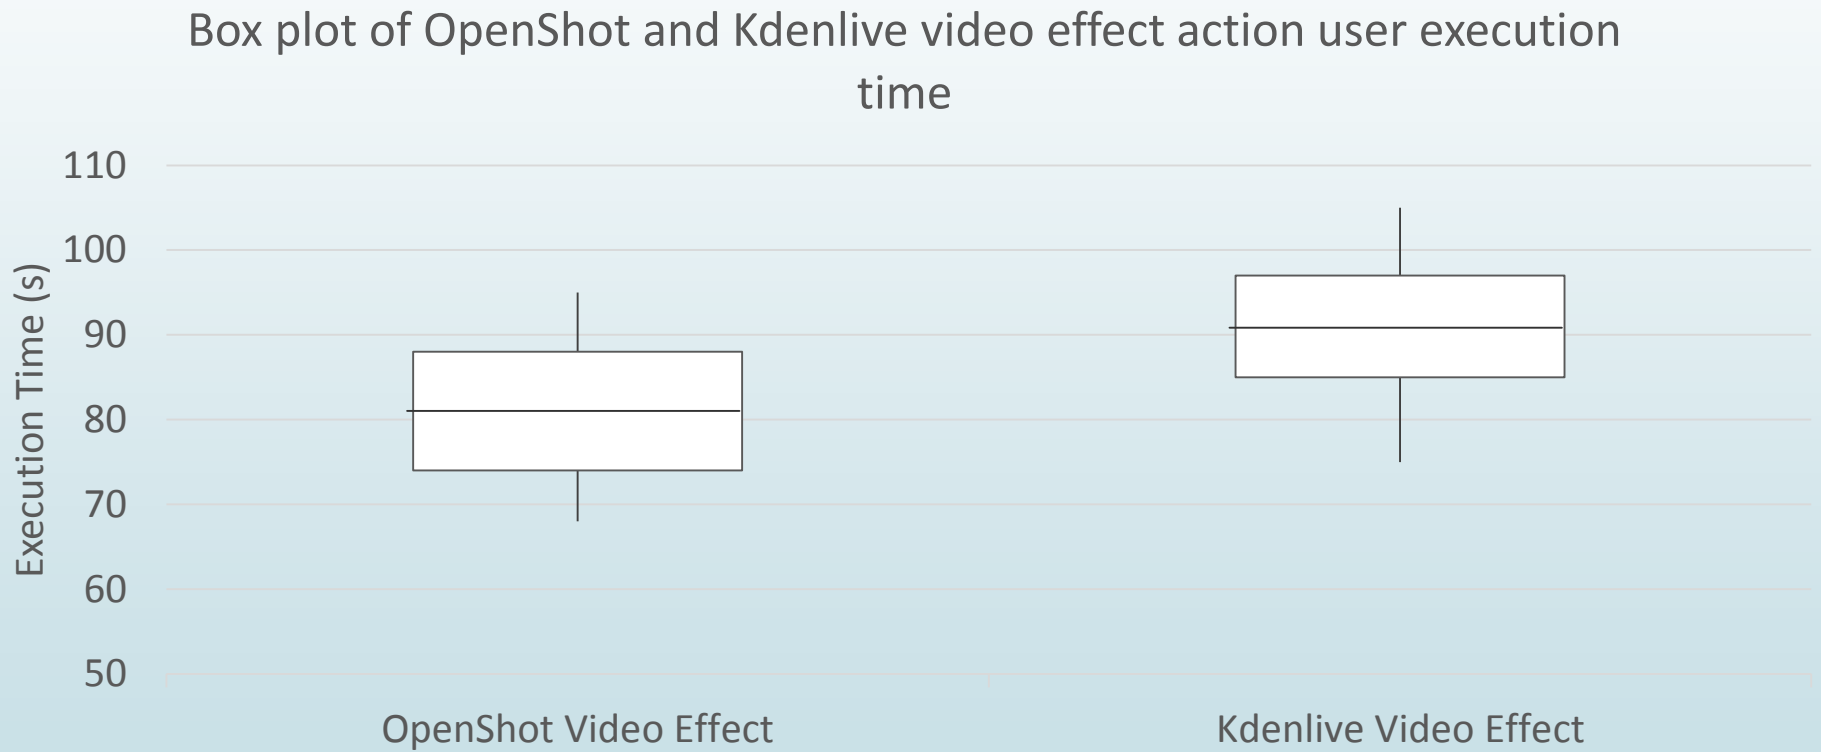 Box plot of OpenShot and Kdenlive video effect action user execution
time
110
100
90
80
70
60
50
Execution Time (s)
OpenShot Video Effect
Kdenlive Video Effect